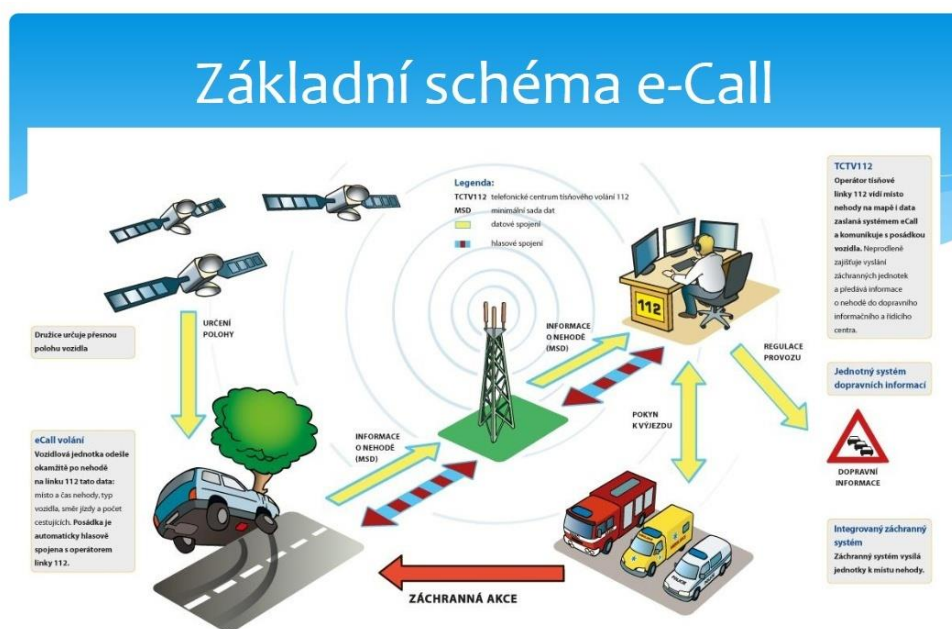 Základní schéma e-Call
Legenda:
TCTV112 telefonické centrum tísňového volání 112
MSD minimální sada dat
datové spojení
hlasové spojení
TCTV112
Operátor tísňové
linky 112 vidí místo
nehody na mapě i data
zaslaná systémem eCall
a komunikuje s posádkou
vozidla. Neprodleně
zajišťuje vyslání
záchranných jednotek
a předává informace
o nehodě do dopravního
informačního a řídicího
centra.
112
Družice určuje přesnou
polohu vozidla
URČENÍ
POLOHY
INFORMACE
O NEHODĚ
(MSD)
REGULACE
PROVOZU
Jednotný systém
dopravních informací
POKYN
K VÝJEZDU
eCall volání
Vozidlová jednotka odešle
okamžitě po nehodě
na linku 112 tato data:
místo a čas nehody, typ
vozidla, směr jízdy a počet
cestujících. Posádka je
automaticky hlasově
spojena s operátorem
linky 112.
INFORMACE
O NEHODĚ
(MSD)
DOPRAVNÍ
INFORMACE
Integrovaný záchranný
systém
Záchranný systém vysílá
jednotky k místu nehody.
POLICIE
ZÁCHRANNÁ AKCE